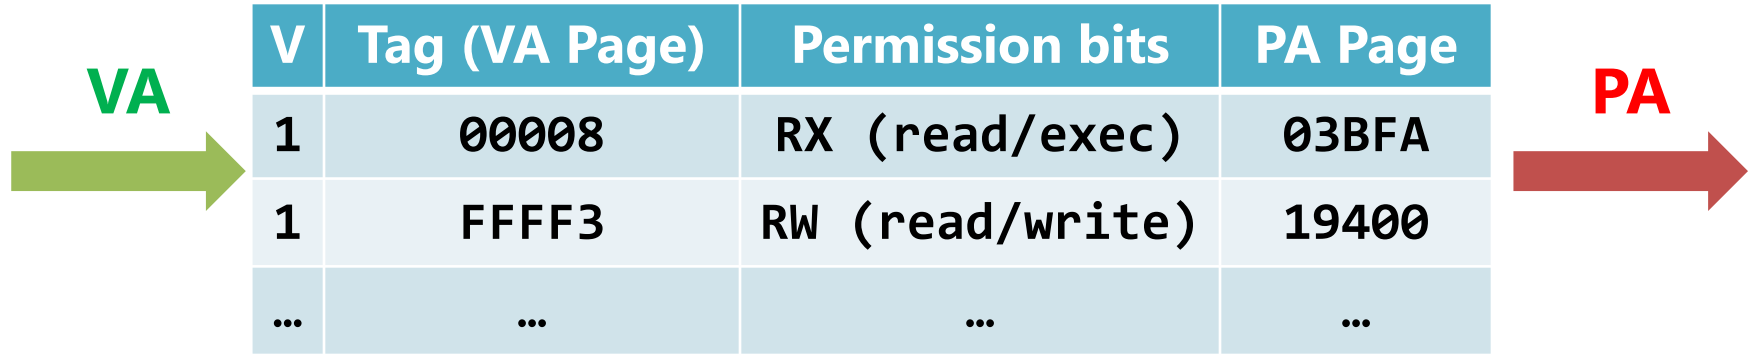 VA
V Tag (VA Page) Permission bits PA Page
1 00008 RX (read/exec) 03BFA
1 FFFF3 RW (read/write) 19400
… … … …
PA